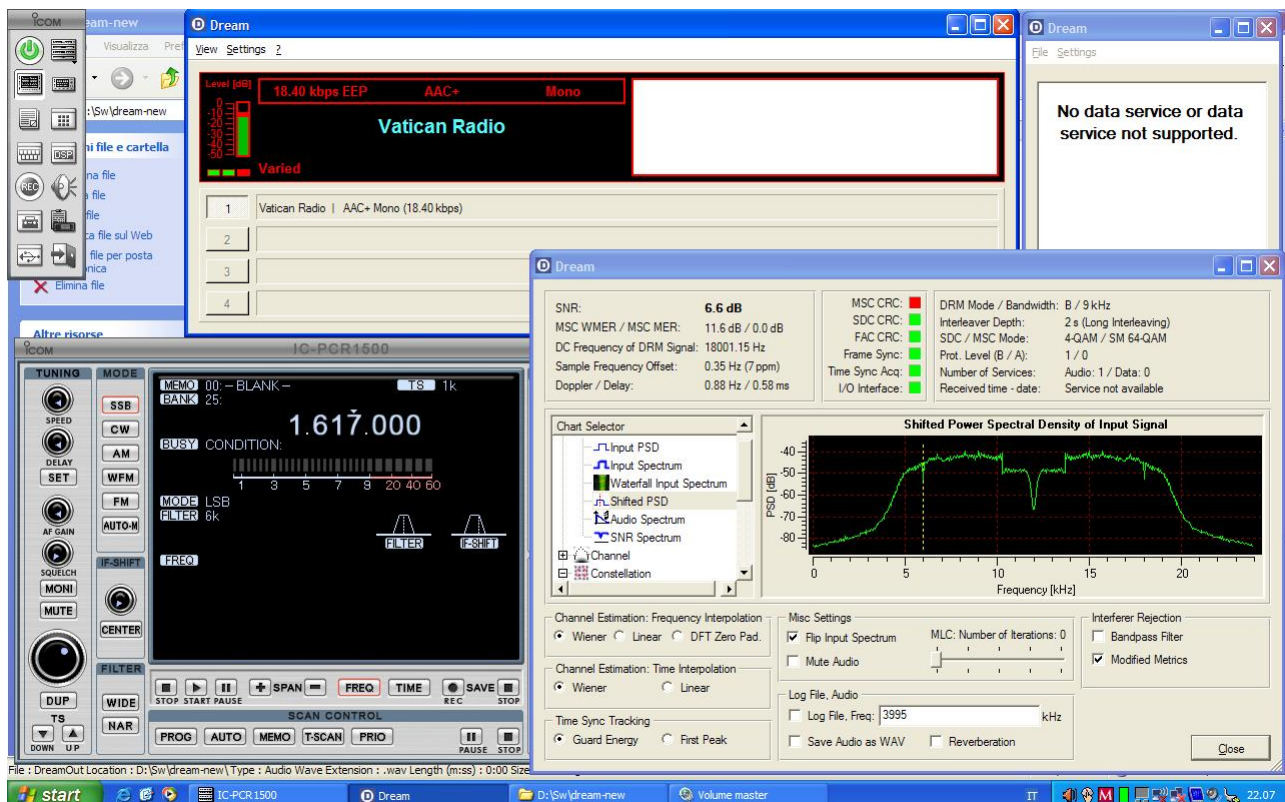 ICOM
am-new
Visualizza Pref
:\Sw\dream-new
ni file e cartella
na file
a file
file
ca file sul Web
file per posta
onica
Elimina file
Altre risorse
DSP
REC
Dream
View Settings ?
Level [dB]
0
-10
-20
-30
-40
-50
18.40 kbps EEP AAC+ Mono
Vatican Radio
Varied
1 Vatican Radio | AAC+ Mono (18.40 kbps)
2
3
4
Dream
File Settings
No data service or data
service not supported.
ICOM IC-PCR1500
TUNING
SPEED
DELAY
SET
AF GAIN
SQUELCH
MONI
MUTE
DUP
TS
DOWN UP
MODE
SSB
CW
AM
WFM
FM
AUTO-M
IF-SHIFT
CENTER
FILTER
WIDE
NAR
MEMO 00: – BLANK – TS 1k
BANK 25:
1.617.000
BUSY CONDITION:
1 3 5 7 9 20 40 60
MODE LSB
FILTER 6k
FILTER IF-SHIFT
FREQ
+ SPAN – FREQ TIME SAVE
STOP START PAUSE REC STOP
SCAN CONTROL
PROG AUTO MEMO T-SCAN PRIO
PAUSE STOP
Dream
SNR: 6.6 dB
MSC WMER / MSC MER: 11.6 dB / 0.0 dB
DC Frequency of DRM Signal: 18001.15 Hz
Sample Frequency Offset: 0.35 Hz (7 ppm)
Doppler / Delay: 0.88 Hz / 0.58 ms
MSC CRC:
SDC CRC:
FAC CRC:
Frame Sync:
Time Sync Acq:
I/O Interface:
DRM Mode / Bandwidth: B / 9 kHz
Interleaver Depth: 2 s (Long Interleaving)
SDC / MSC Mode: 4-QAM / SM 64-QAM
Prot. Level (B / A): 1 / 0
Number of Services: Audio: 1 / Data: 0
Received time - date: Service not available
Chart Selector
Input PSD
Input Spectrum
Waterfall Input Spectrum
Shifted PSD
Audio Spectrum
SNR Spectrum
Channel
Constellation
Shifted Power Spectral Density of Input Signal
PSD [dB]
-40
-50
-60
-70
-80
0 5 10 15 20
Frequency [kHz]
Channel Estimation: Frequency Interpolation
Wiener Linear DFT Zero Pad.
Channel Estimation: Time Interpolation
Wiener Linear
Time Sync Tracking
Guard Energy First Peak
Misc Settings
Flip Input Spectrum
Mute Audio
MLC: Number of Iterations: 0
Log File, Audio
Log File, Freq: 3995 kHz
Save Audio as WAV Reverberation
Interferer Rejection
Bandpass Filter
Modified Metrics
Close
File : DreamOut Location : D:\Sw\dream-new\ Type : Audio Wave Extension : .wav Length (m:ss) : 0:00 Size
start
IC-PCR1500
Dream
D:\Sw\dream-new
Volume master
IT
22.07